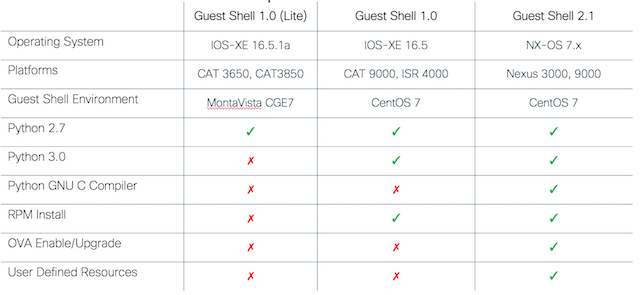 Guest Shell 1.0 (Lite) Guest Shell 1.0 Guest Shell 2.1
Operating System IOS-XE 16.5.1a IOS-XE 16.5 NX-OS 7.x
Platforms CAT 3650, CAT3850 CAT 9000, ISR 4000 Nexus 3000, 9000
Guest Shell Environment MontaVista CGE7 CentOS 7 CentOS 7
Python 2.7 ✓ ✓ ✓
Python 3.0 ✗ ✓ ✓
Python GNU C Compiler ✗ ✗ ✓
RPM Install ✗ ✓ ✓
OVA Enable/Upgrade ✗ ✗ ✓
User Defined Resources ✗ ✗ ✓